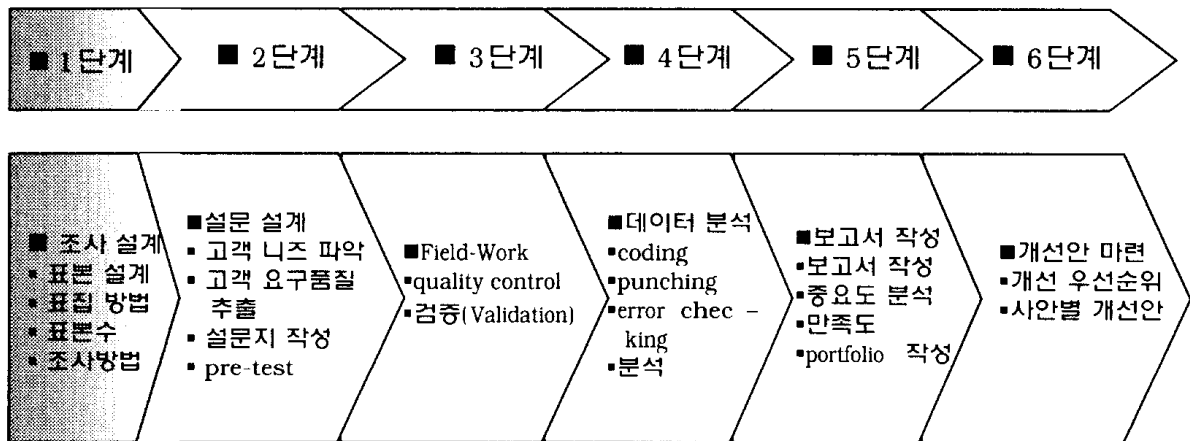 ■ 1단계
■ 2단계
■ 3단계
■ 4단계
■ 5단계
■ 6단계
■ 조사 설계
▪ 표본 설계
▪ 표집 방법
▪ 표본수
▪ 조사방법
■설문 설계
▪ 고객 니즈 파악
▪ 고객 요구품질
추출
▪ 설문지 작성
▪ pre-test
■Field-Work
▪quality control
▪검증(Validation)
■데이터 분석
▪coding
▪punching
▪error chec –
king
▪분석
■보고서 작성
▪보고서 작성
▪중요도 분석
▪만족도
▪portfolio 작성
■개선안 마련
▪개선 우선순위
▪사안별 개선안